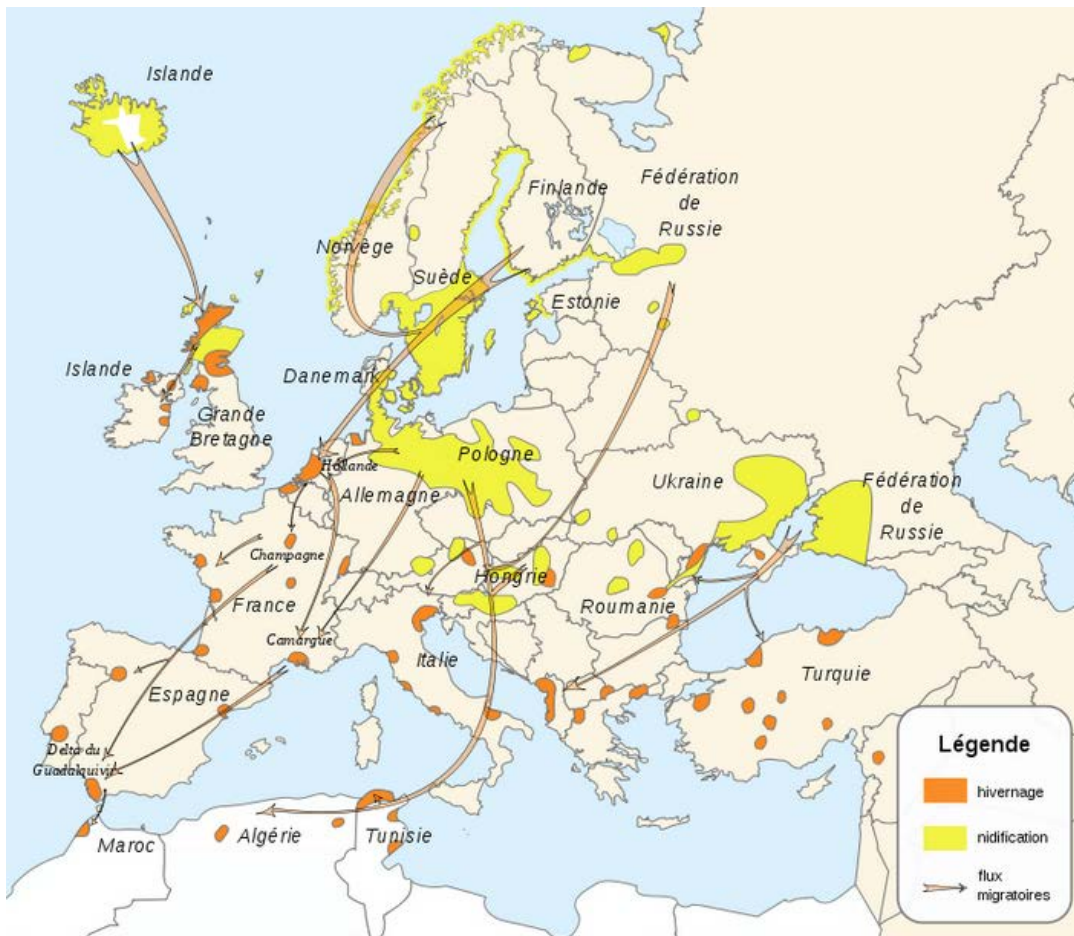 Islande
Fédération
de
Russie
Finlande
Norvège
Suède
Estonie
Islande
Danemark
Grande
Bretagne
Hollande
Pologne
Allemagne
Ukraine
Fédération
de
Russie
Champagne
Hongrie
France
Roumanie
Camargue
Italie
Espagne
Turquie
Delta du
Guadalquivir
Maroc
Algérie
Tunisie
Légende
hivernage
nidification
flux
migratoires